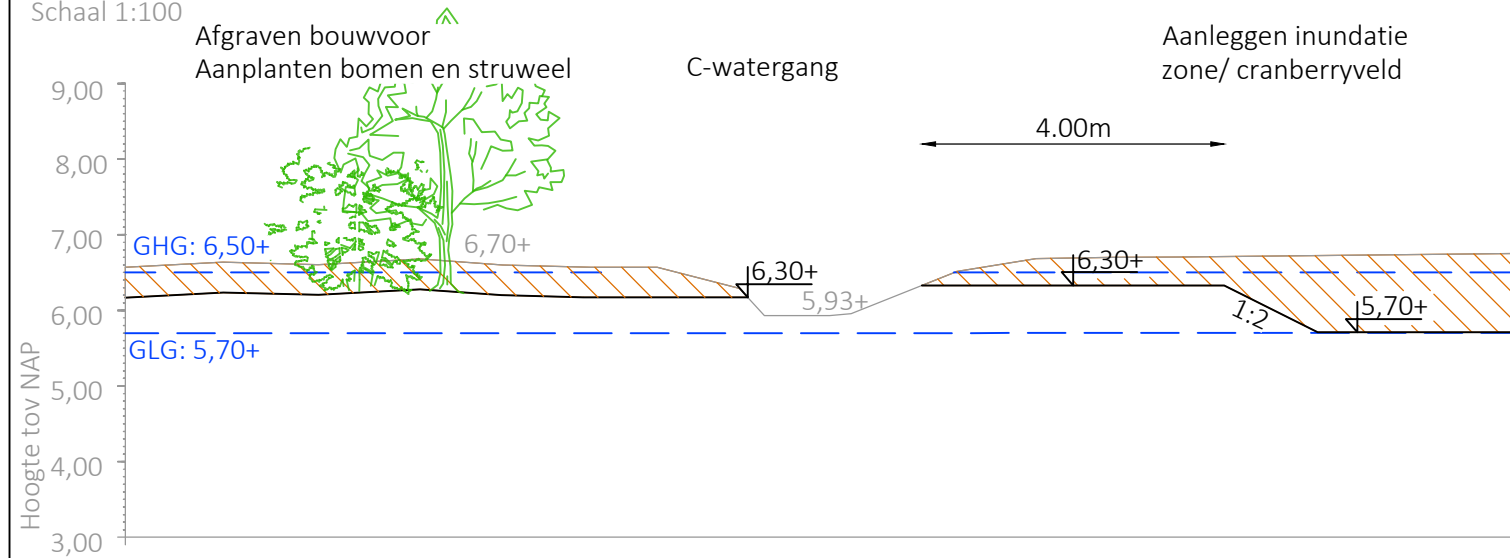 Schaal 1:100
Afgraven bouwvoor
Aanplanten bomen en struweel
C-watergang
Aanleggen inundatie
zone/ cranberryveld
4.00m
9,00
8,00
7,00
6,00
5,00
4,00
3,00
Hoogte tov NAP
GHG: 6,50+
6,70+
6,30+
5,93+
6,30+
1:2
5,70+
GLG: 5,70+